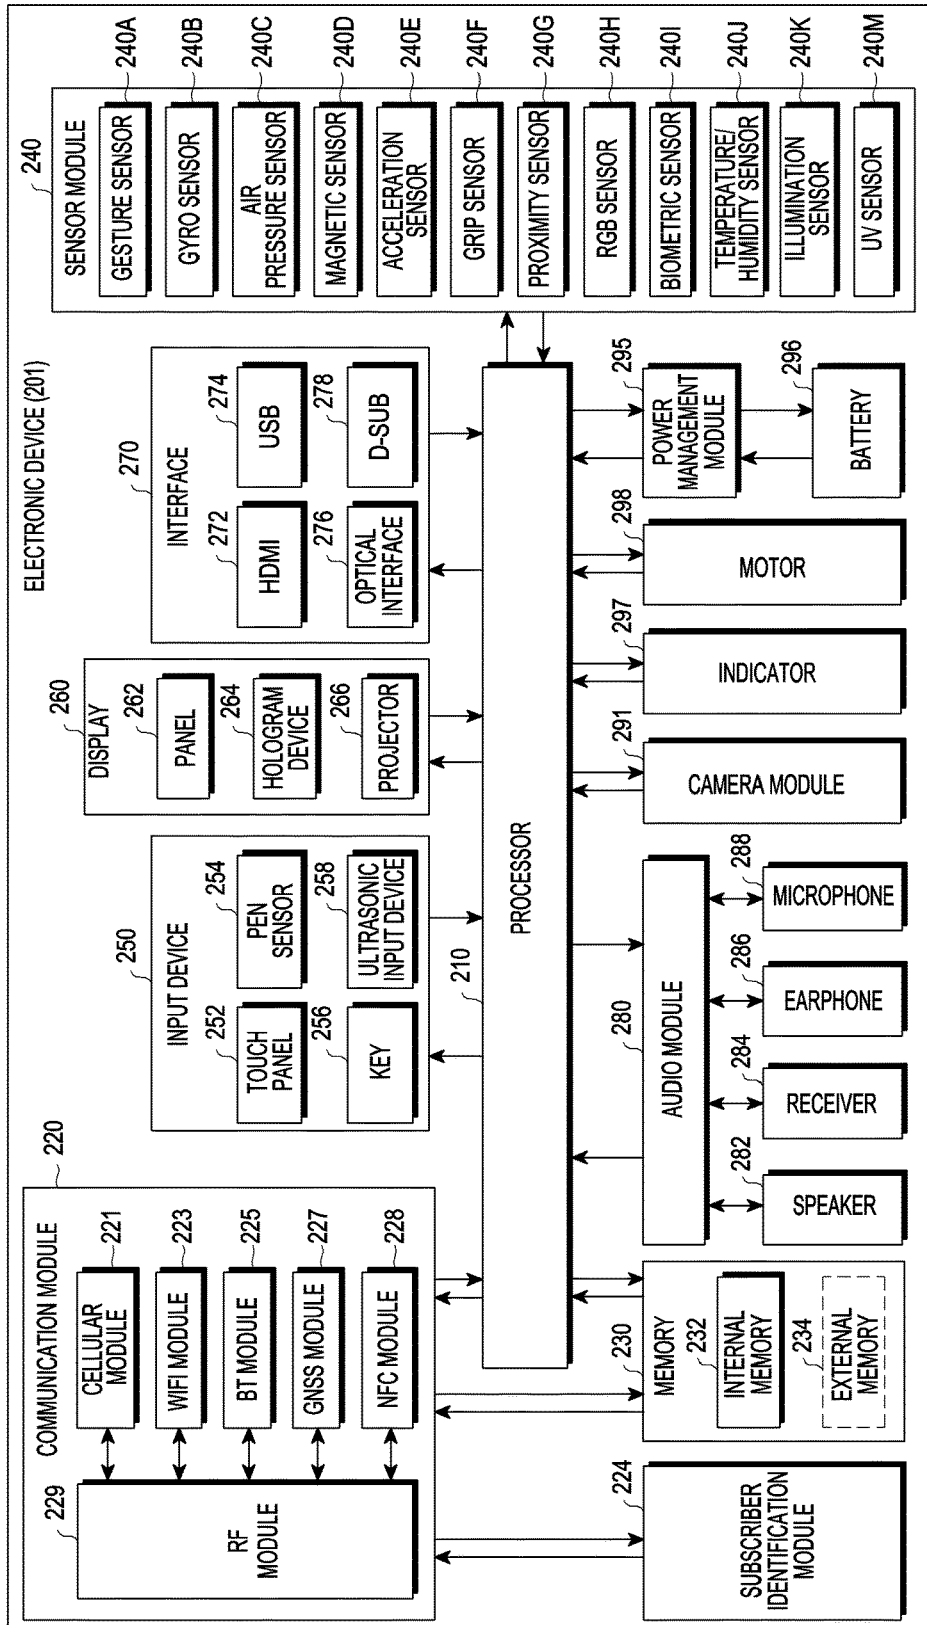 ELECTRONIC DEVICE (201)
COMMUNICATION MODULE
220
229
RF
MODULE
CELLULAR
MODULE
221
WIFI MODULE
223
BT MODULE
225
GNSS MODULE
227
NFC MODULE
228
250
INPUT DEVICE
252
TOUCH
PANEL
254
PEN
SENSOR
256
KEY
258
ULTRASONIC
INPUT DEVICE
260
DISPLAY
262
PANEL
264
HOLOGRAM
DEVICE
266
PROJECTOR
270
INTERFACE
272
HDMI
274
USB
276
OPTICAL
INTERFACE
278
D-SUB
240
SENSOR MODULE
GESTURE SENSOR
240A
GYRO SENSOR
240B
AIR
PRESSURE SENSOR
240C
MAGNETIC SENSOR
240D
ACCELERATION
SENSOR
240E
GRIP SENSOR
240F
PROXIMITY SENSOR
240G
RGB SENSOR
240H
BIOMETRIC SENSOR
240I
TEMPERATURE/
HUMIDITY SENSOR
240J
ILLUMINATION
SENSOR
240K
UV SENSOR
240M
210
PROCESSOR
224
SUBSCRIBER
IDENTIFICATION
MODULE
230
MEMORY
232
INTERNAL
MEMORY
234
EXTERNAL
MEMORY
280
AUDIO MODULE
282
SPEAKER
284
RECEIVER
286
EARPHONE
288
MICROPHONE
291
CAMERA MODULE
297
INDICATOR
298
MOTOR
295
POWER
MANAGEMENT
MODULE
296
BATTERY